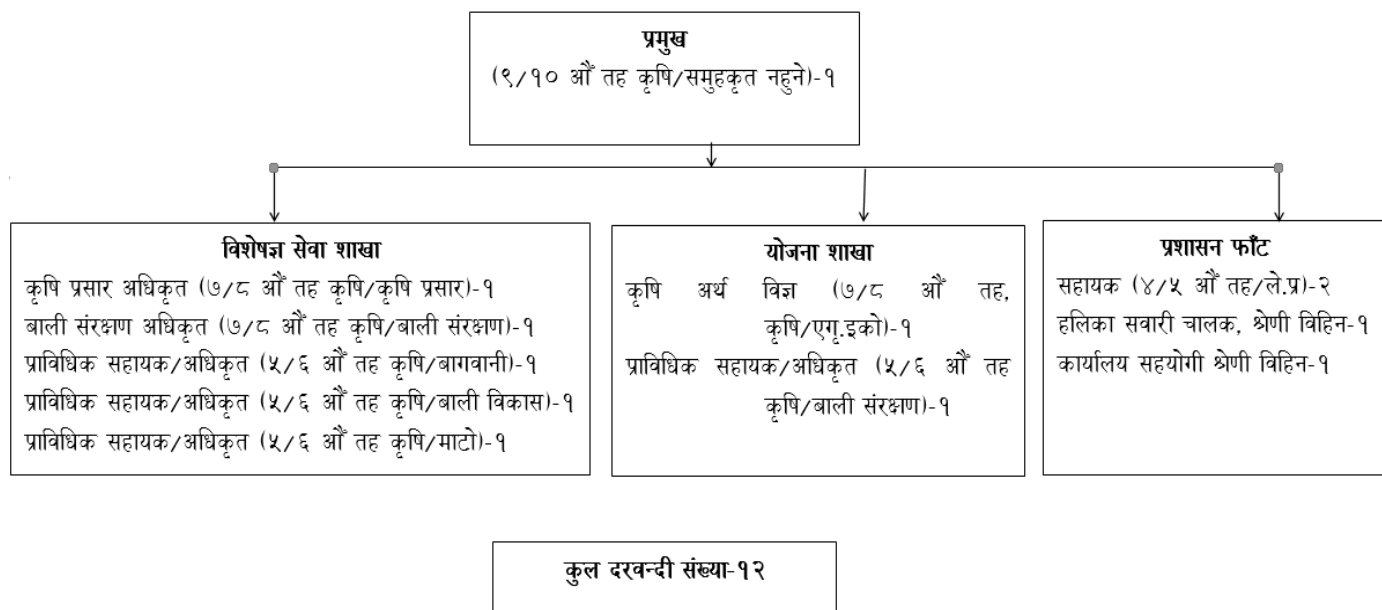 प्रमुख
(९/१० औँ तह कृषि/समुहकृत नहुने)-१
विशेषज्ञ सेवा शाखा
कृषि प्रसार अधिकृत (७/८ औँ तह कृषि/कृषि प्रसार)-१
बाली संरक्षण अधिकृत (७/८ औँ तह कृषि/बाली संरक्षण)-१
प्राविधिक सहायक/अधिकृत (५/६ औँ तह कृषि/बागवानी)-१
प्राविधिक सहायक/अधिकृत (५/६ औँ तह कृषि/बाली विकास)-१
प्राविधिक सहायक/अधिकृत (५/६ औँ तह कृषि/माटो)-१
योजना शाखा
कृषि अर्थ विज्ञ (७/८ औँ तह,
कृषि/एगृ.इको)-१
प्राविधिक सहायक/अधिकृत (५/६ औँ तह
कृषि/बाली संरक्षण)-१
प्रशासन फाँट
सहायक (४/५ औँ तह/ले.प्र)-२
हलिका सवारी चालक, श्रेणी विहिन-१
कार्यालय सहयोगी श्रेणी विहिन-१
कुल दरवन्दी संख्या-१२